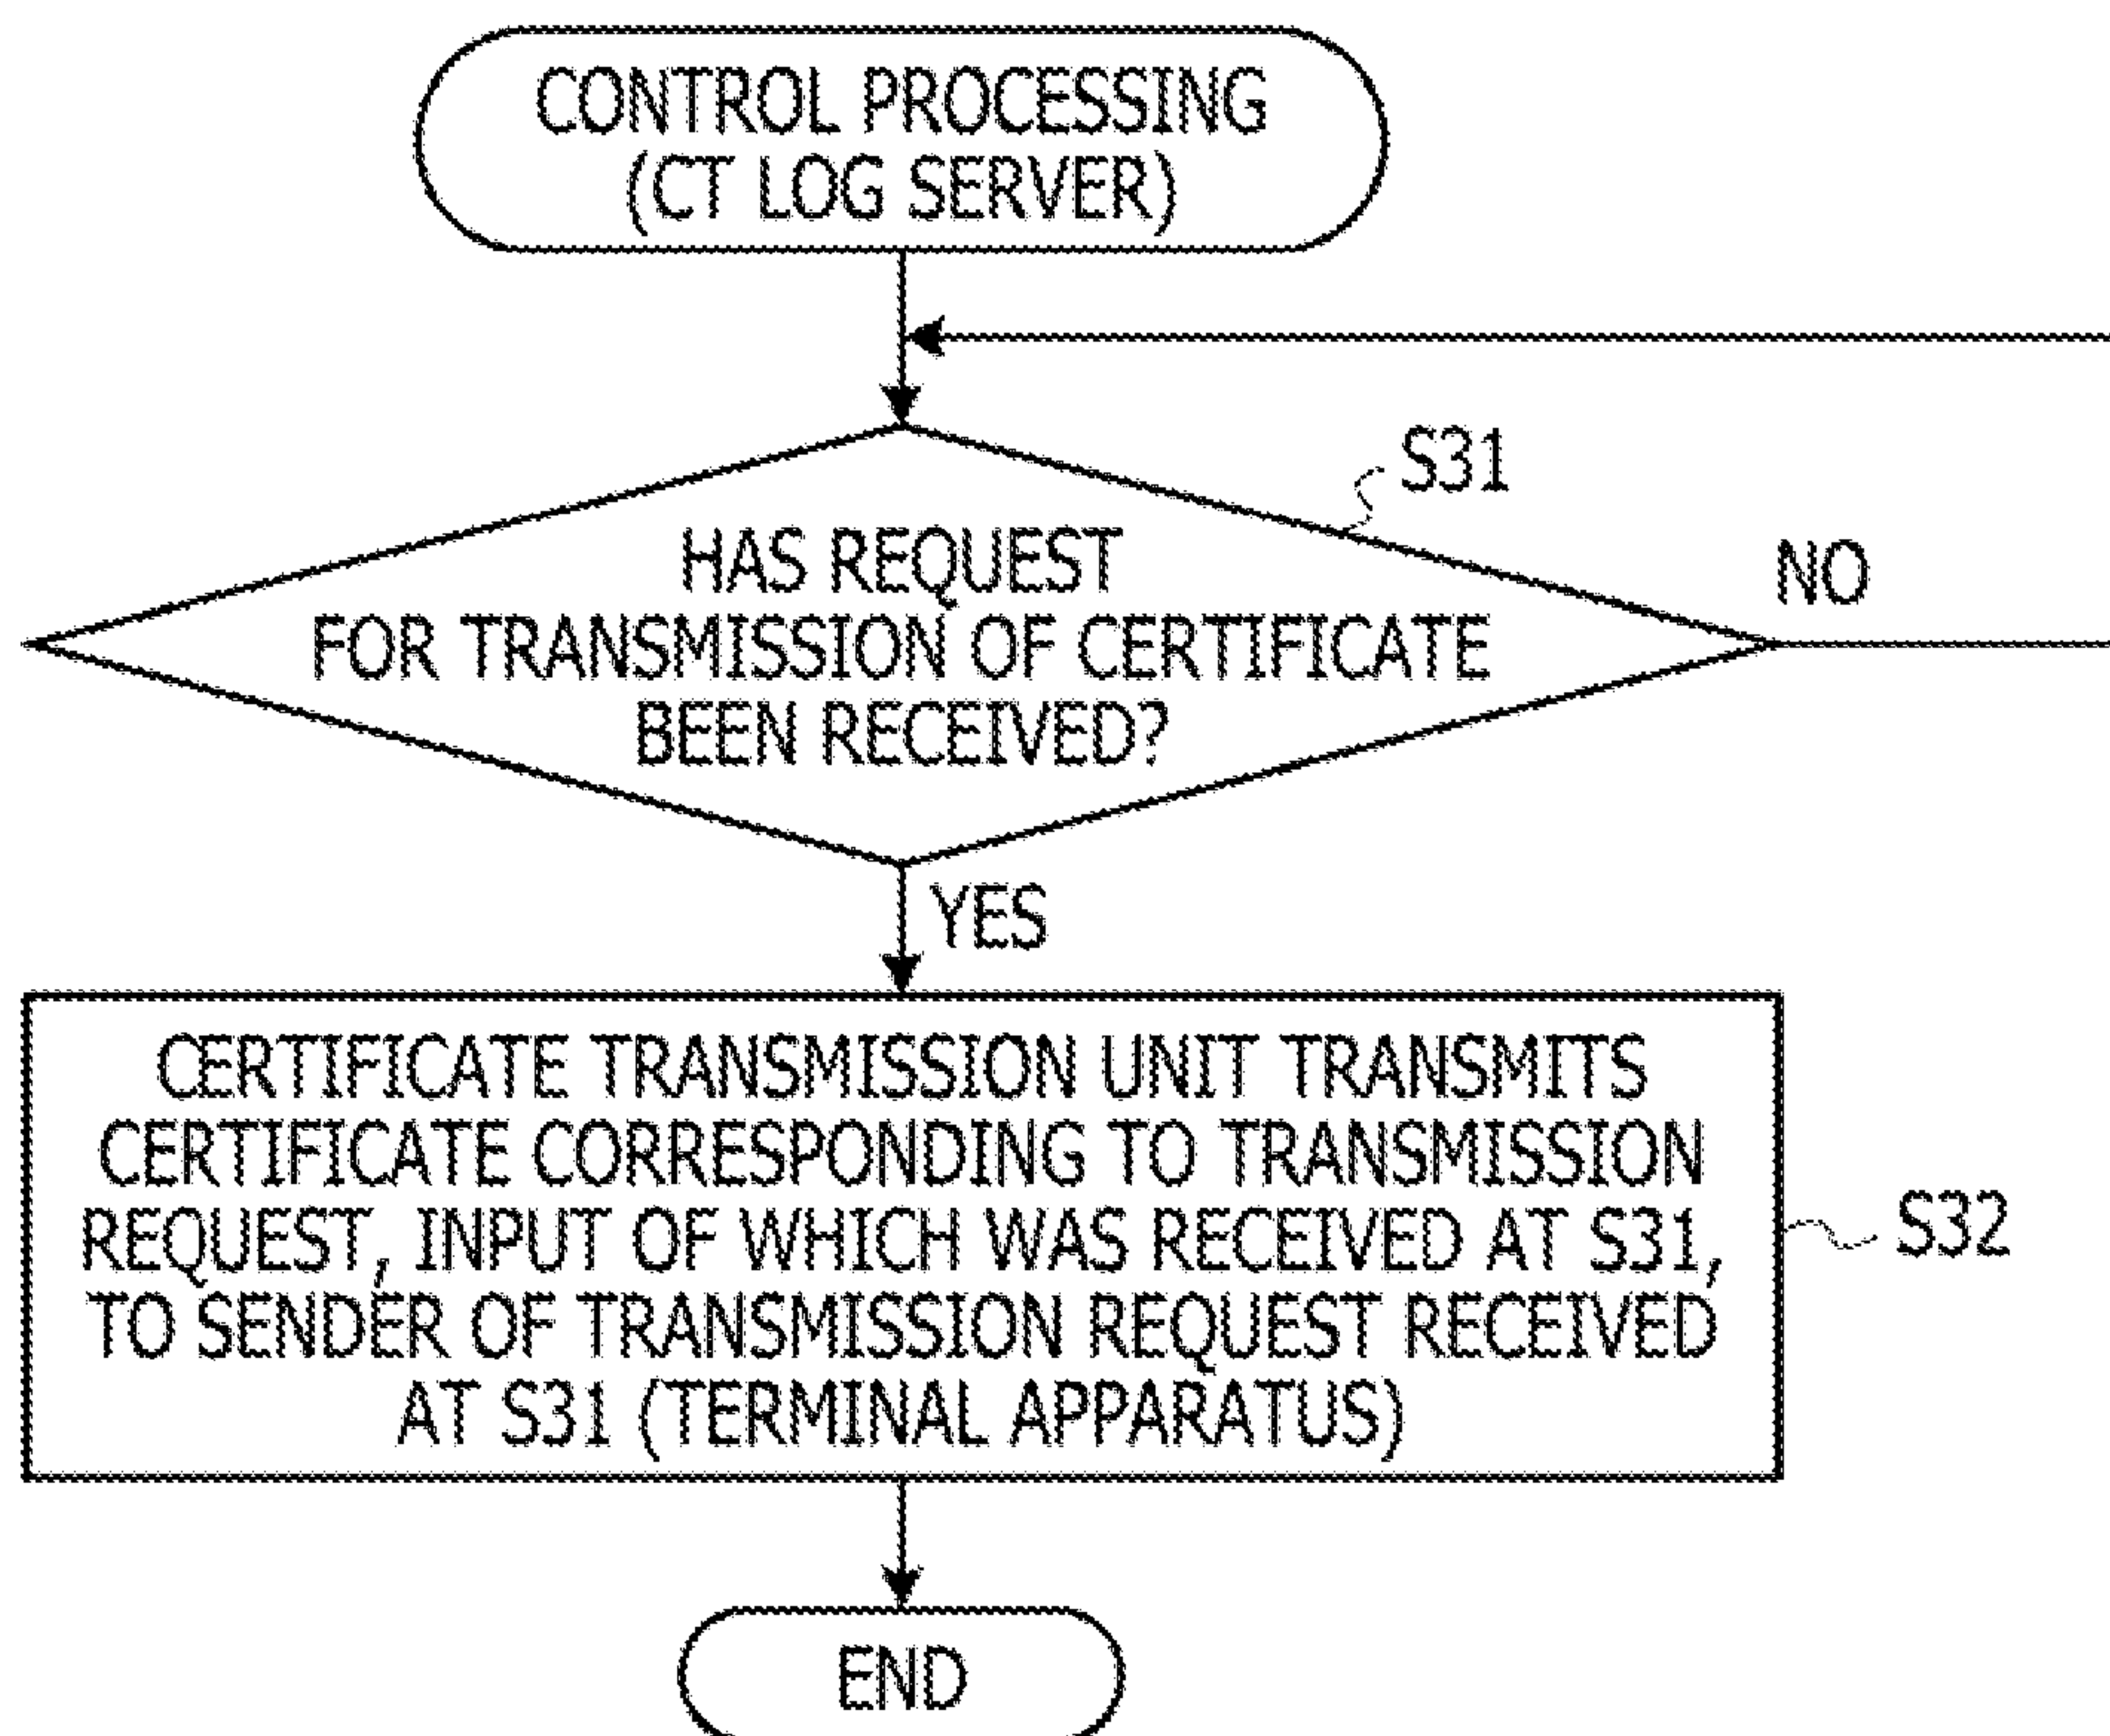 CONTROL PROCESSING
(CT LOG SERVER)
S31
HAS REQUEST
FOR TRANSMISSION OF CERTIFICATE
BEEN RECEIVED?
NO
YES
CERTIFICATE TRANSMISSION UNIT TRANSMITS
CERTIFICATE CORRESPONDING TO TRANSMISSION
REQUEST, INPUT OF WHICH WAS RECEIVED AT S31,
TO SENDER OF TRANSMISSION REQUEST RECEIVED
AT S31 (TERMINAL APPARATUS)
S32
END